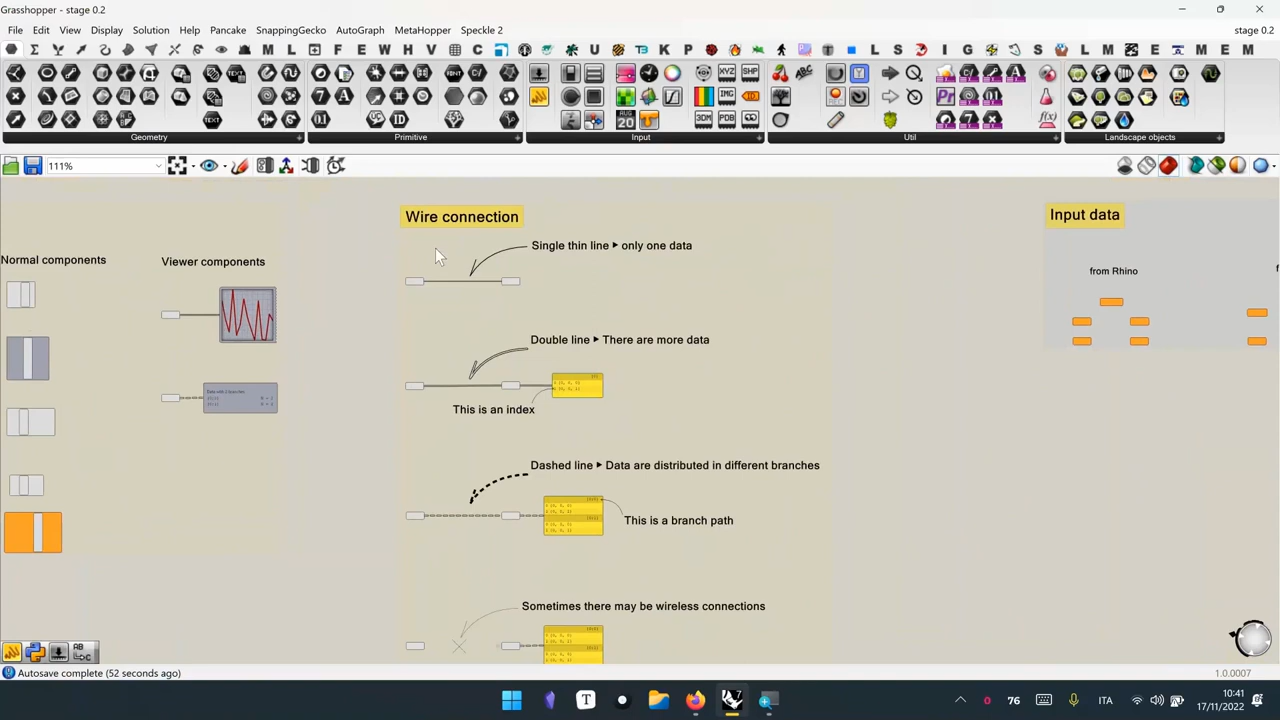 Grasshopper - stage 0.2
File Edit View Display Solution Help Pancake SnappingGecko AutoGraph MetaHopper Speckle 2
stage 0.2
Geometry
Primitive
Input
Util
Landscape objects
111%
Wire connection
Input data
Single thin line ▸ only one data
Normal components
Viewer components
from Rhino
Double line ▸ There are more data
This is an index
Dashed line ▸ Data are distributed in different branches
This is a branch path
Sometimes there may be wireless connections
Autosave complete (52 seconds ago)
1.0.0007
76
ITA
10:41
17/11/2022